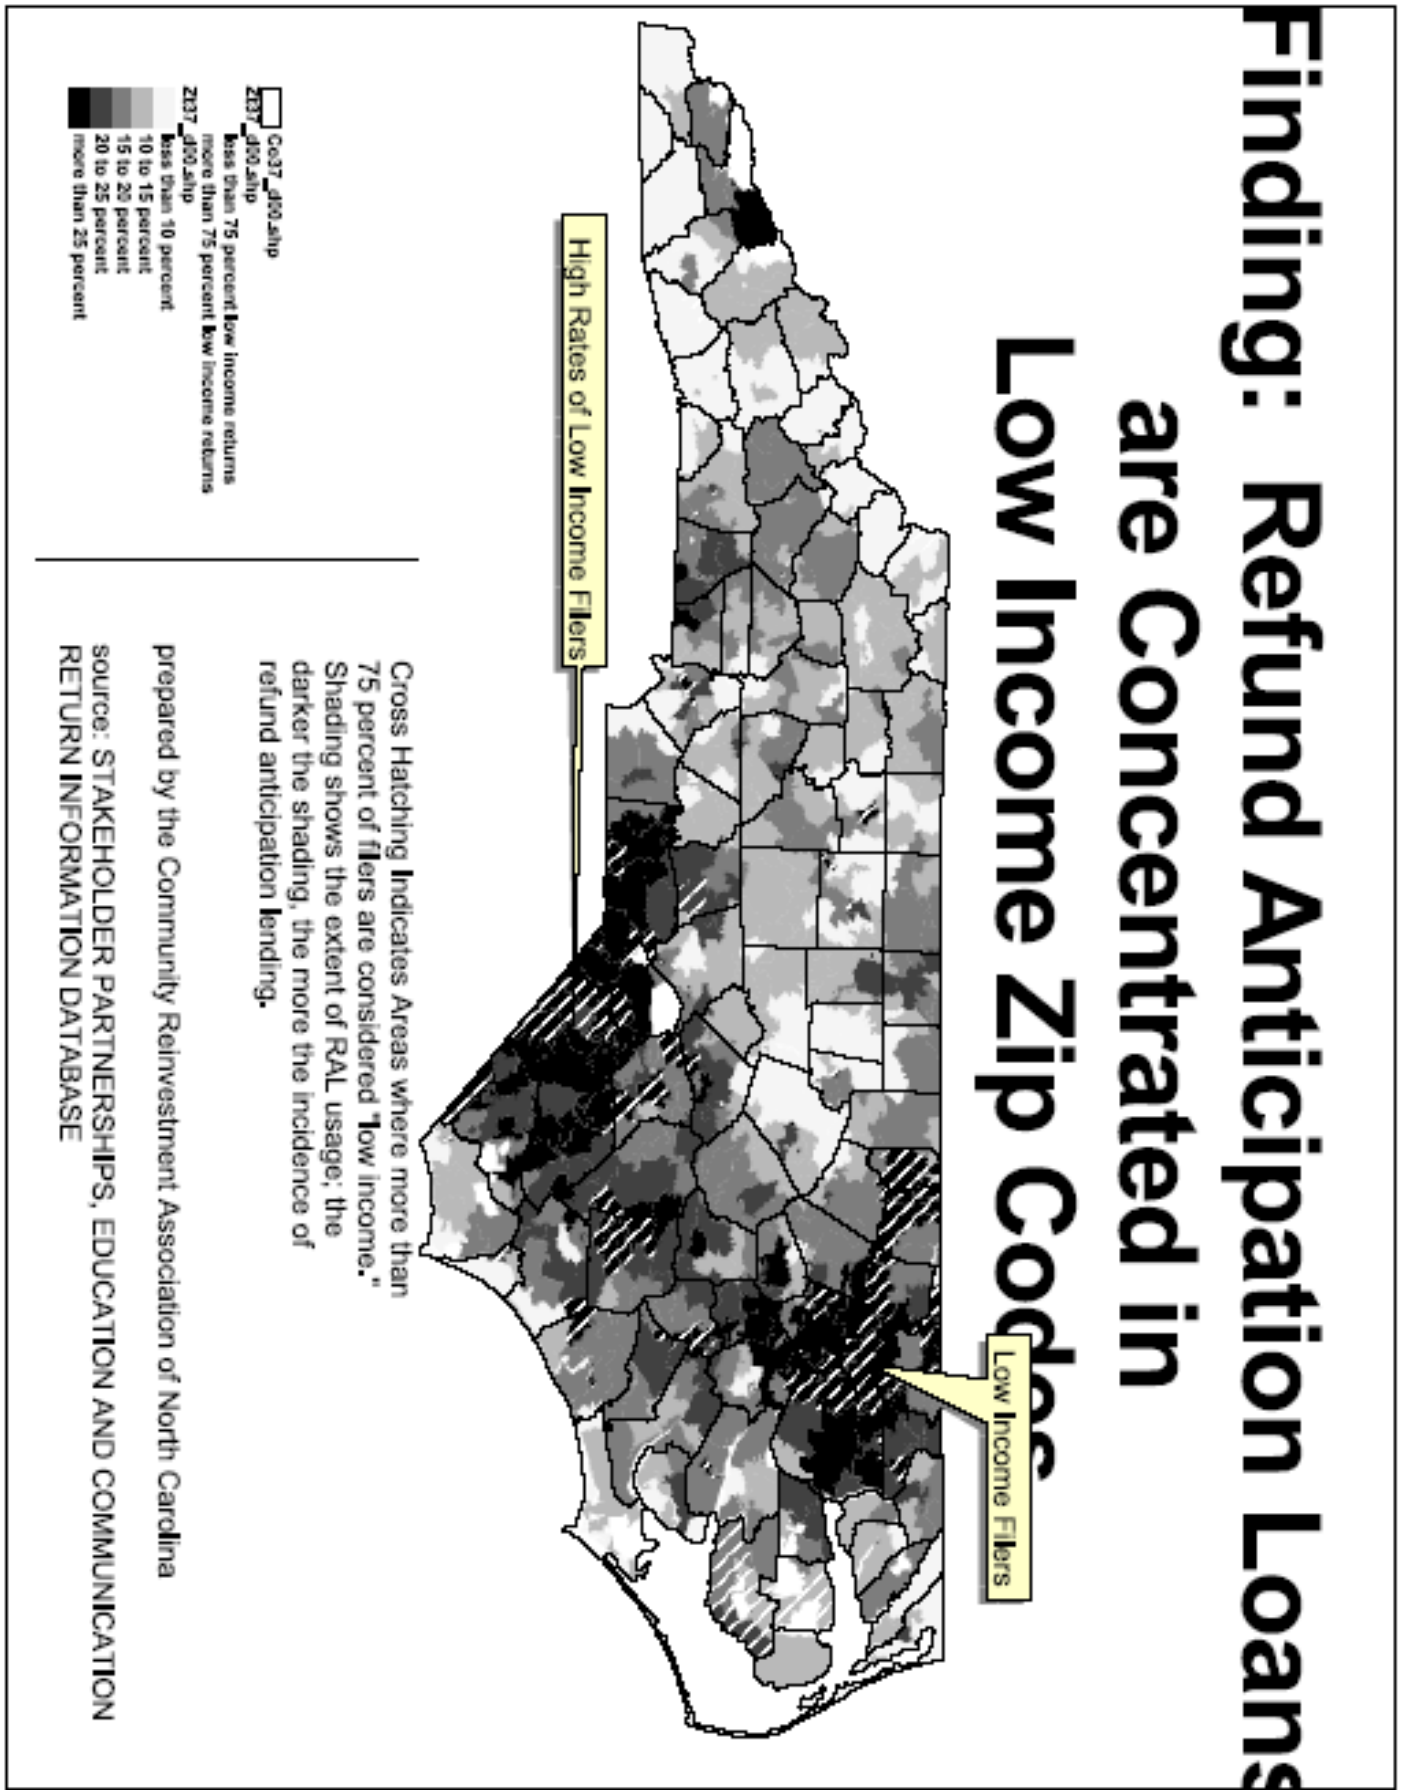 Finding: Refund Anticipation Loans
are Concentrated in
Low Income Zip Codes
Low Income Filers
High Rates of Low Income Filers
Co37_d00.shp
Zt37_d00.shp
less than 75 percent low income returns
more than 75 percent low income returns
Zt37_d00.shp
less than 10 percent
10 to 15 percent
15 to 20 percent
20 to 25 percent
more than 25 percent
Cross Hatching Indicates Areas where more than
75 percent of filers are considered "low income."
Shading shows the extent of RAL usage; the
darker the shading, the more the incidence of
refund anticipation lending.
prepared by the Community Reinvestment Association of North Carolina
source: STAKEHOLDER PARTNERSHIPS, EDUCATION AND COMMUNICATION
RETURN INFORMATION DATABASE